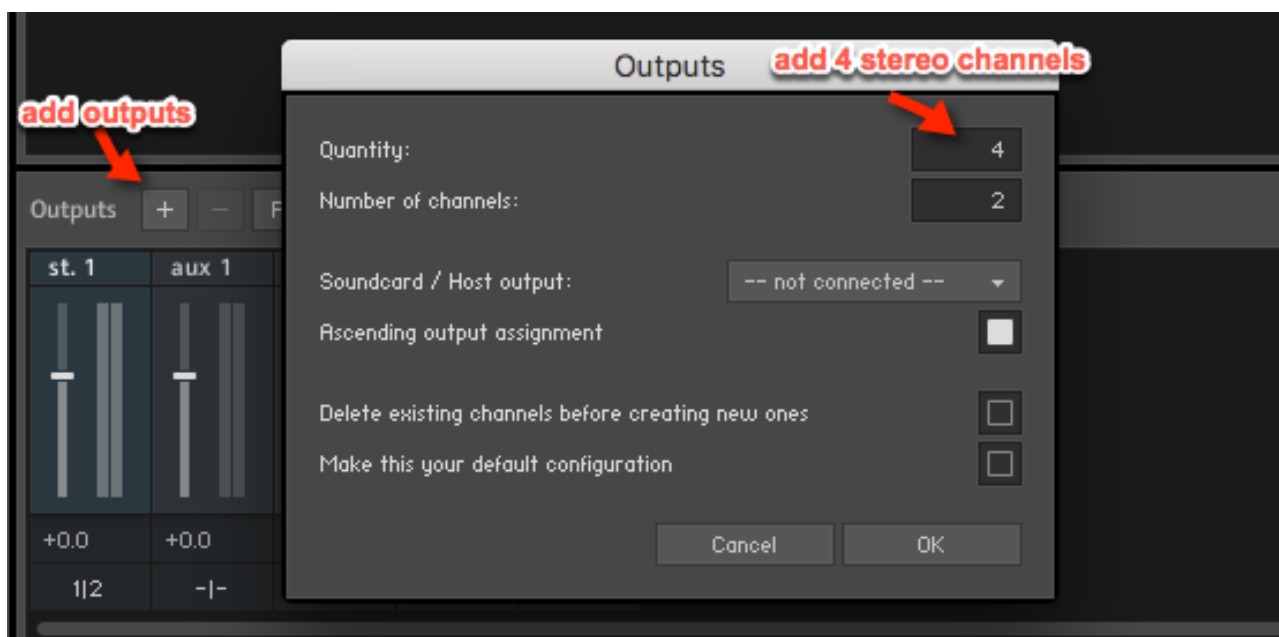 Outputs
add 4 stereo channels
add outputs
Quantity:
4
Number of channels:
2
Outputs + -
st. 1
aux 1
Soundcard / Host output:
-- not connected --
Ascending output assignment
Delete existing channels before creating new ones
Make this your default configuration
+0.0
+0.0
Cancel
OK
1|2
-|-